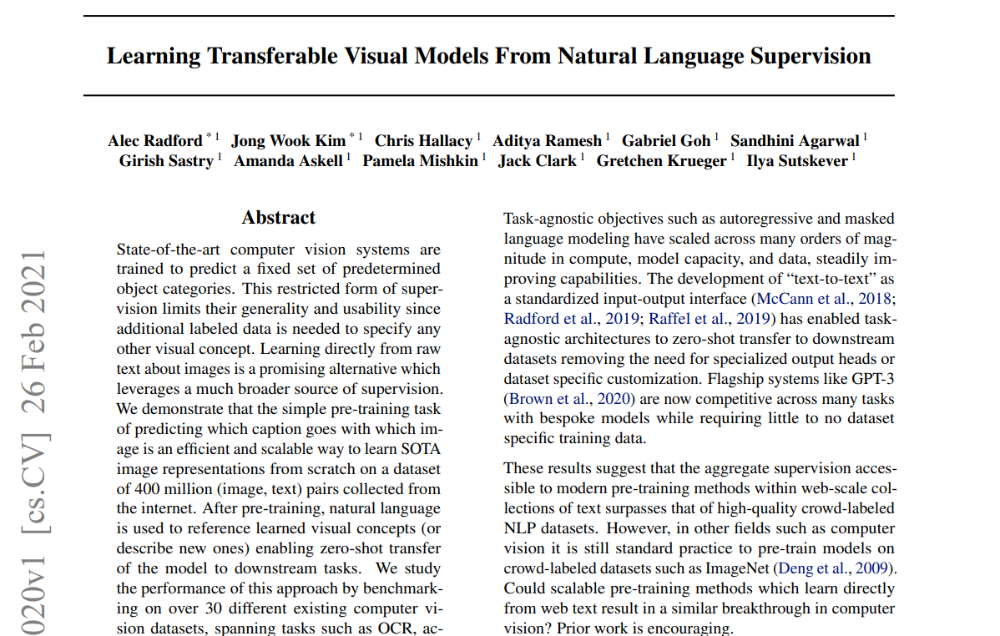 Learning Transferable Visual Models From Natural Language Supervision
Alec Radford * 1 Jong Wook Kim * 1 Chris Hallacy 1 Aditya Ramesh 1 Gabriel Goh 1 Sandhini Agarwal 1
Girish Sastry 1 Amanda Askell 1 Pamela Mishkin 1 Jack Clark 1 Gretchen Krueger 1 Ilya Sutskever 1
Abstract
State-of-the-art computer vision systems are
trained to predict a fixed set of predetermined
object categories. This restricted form of super-
vision limits their generality and usability since
additional labeled data is needed to specify any
other visual concept. Learning directly from raw
text about images is a promising alternative which
leverages a much broader source of supervision.
We demonstrate that the simple pre-training task
of predicting which caption goes with which im-
age is an efficient and scalable way to learn SOTA
image representations from scratch on a dataset
of 400 million (image, text) pairs collected from
the internet. After pre-training, natural language
is used to reference learned visual concepts (or
describe new ones) enabling zero-shot transfer
of the model to downstream tasks. We study
the performance of this approach by benchmark-
ing on over 30 different existing computer vi-
sion datasets, spanning tasks such as OCR, ac-
Task-agnostic objectives such as autoregressive and masked
language modeling have scaled across many orders of mag-
nitude in compute, model capacity, and data, steadily im-
proving capabilities. The development of “text-to-text” as
a standardized input-output interface (McCann et al., 2018;
Radford et al., 2019; Raffel et al., 2019) has enabled task-
agnostic architectures to zero-shot transfer to downstream
datasets removing the need for specialized output heads or
dataset specific customization. Flagship systems like GPT-3
(Brown et al., 2020) are now competitive across many tasks
with bespoke models while requiring little to no dataset
specific training data.
These results suggest that the aggregate supervision acces-
sible to modern pre-training methods within web-scale col-
lections of text surpasses that of high-quality crowd-labeled
NLP datasets. However, in other fields such as computer
vision it is still standard practice to pre-train models on
crowd-labeled datasets such as ImageNet (Deng et al., 2009).
Could scalable pre-training methods which learn directly
from web text result in a similar breakthrough in computer
vision? Prior work is encouraging.
020v1 [cs.CV] 26 Feb 2021